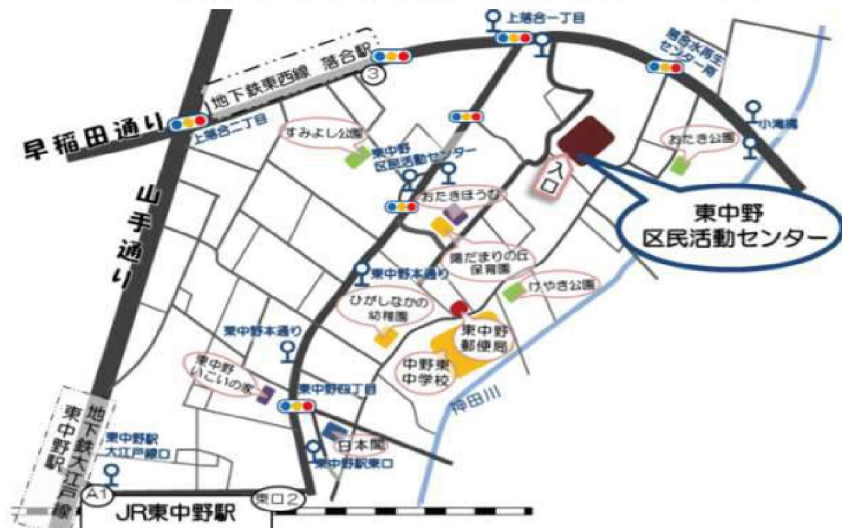 上落合一丁目
落合水再生
センター前
地下鉄東西線 落合駅
3
早稲田通り
上落合二丁目
すみよし公園
東中野
区民活動センター
おたき公園
小滝橋
入口
山手通り
おたきほうむ
東中野
区民活動センター
陽だまりの丘
保育園
東中野本通り
けやき公園
ひがしなかの
幼稚園
東中野
郵便局
東中野本通り
中野東
中学校
東中野
いこいの家
神田川
東中野四丁目
地下鉄大江戸線
東中野駅
日本閣
東中野駅
大江戸線口
東中野駅東口
A1
東口2
JR東中野駅